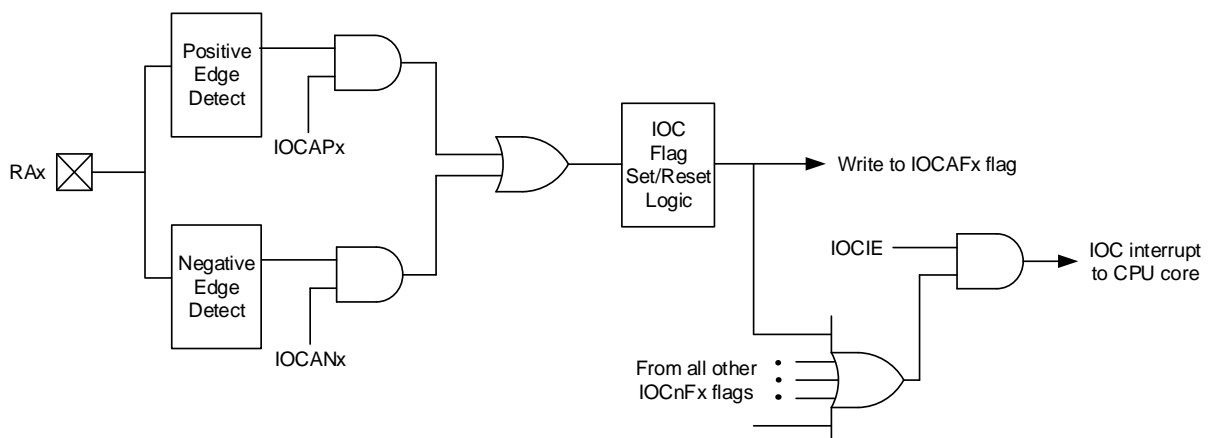 Positive
Edge
Detect
IOCAPx
RAx
Negative
Edge
Detect
IOCANx
IOC
Flag
Set/Reset
Logic
Write to IOCAFx flag
IOCIE
IOC interrupt
to CPU core
From all other
IOCnFx flags